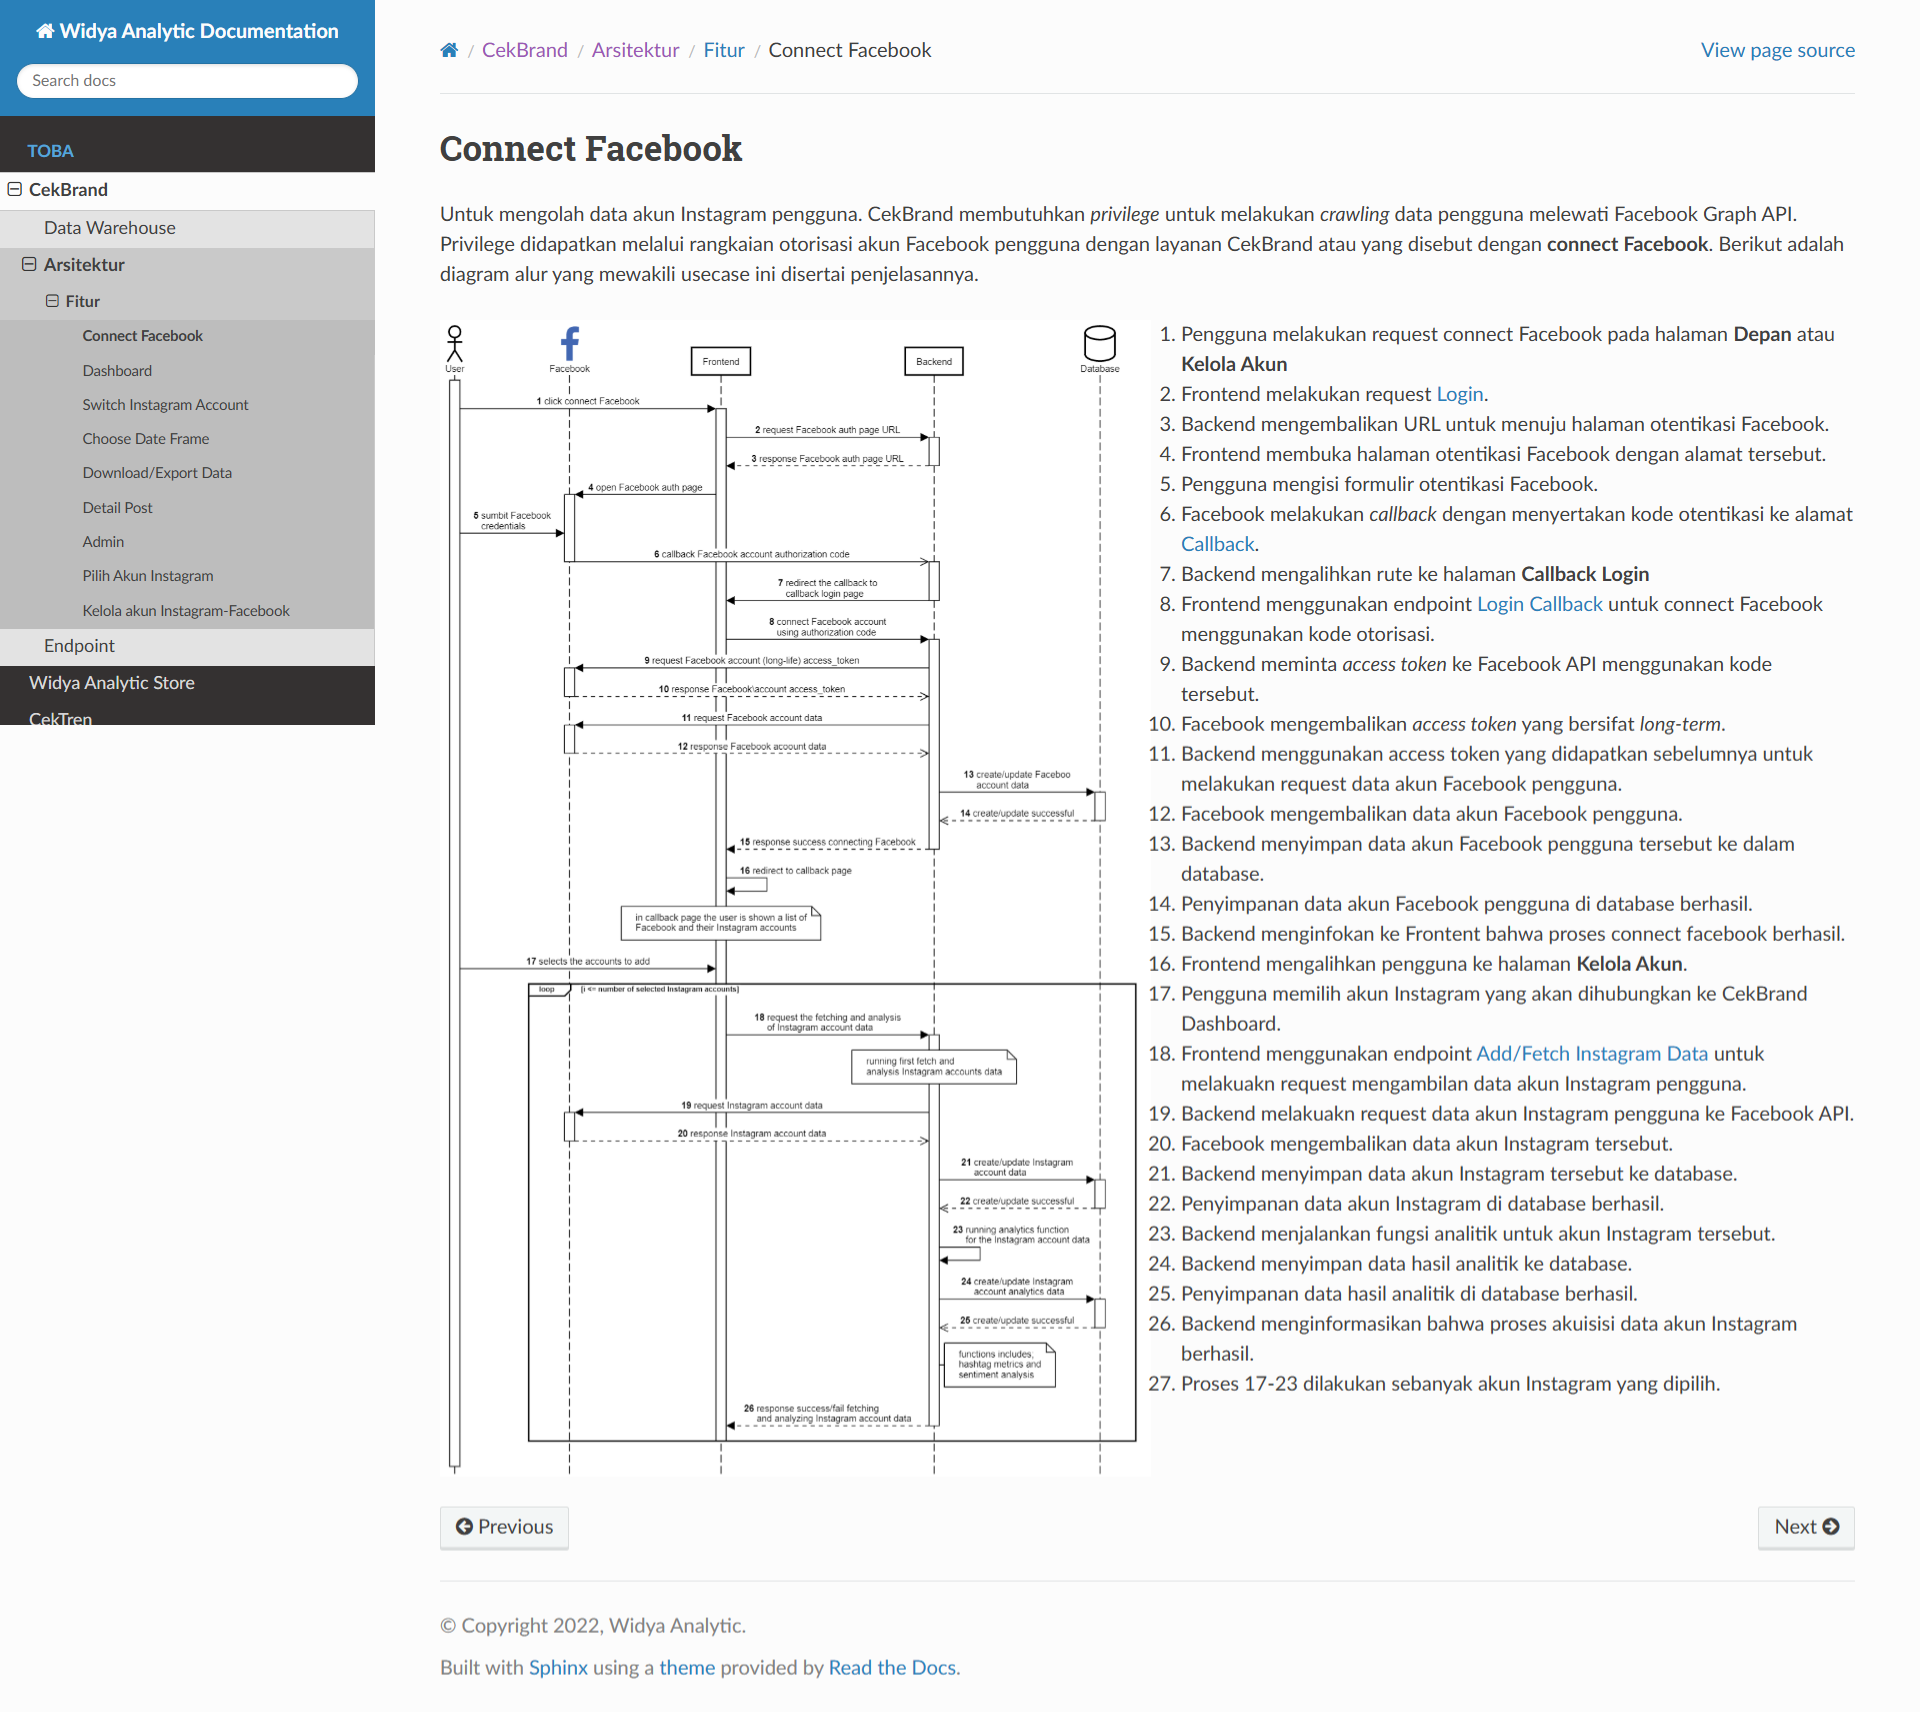 Widya Analytic Documentation
Search docs
TOBA
CekBrand
Data Warehouse
Arsitektur
Fitur
Connect Facebook
Dashboard
Switch Instagram Account
Choose Date Frame
Download/Export Data
Detail Post
Admin
Pilih Akun Instagram
Kelola akun Instagram-Facebook
Endpoint
Widya Analytic Store
CekTren
/ CekBrand / Arsitektur / Fitur / Connect Facebook
View page source
Connect Facebook
Untuk mengolah data akun Instagram pengguna. CekBrand membutuhkan privilege untuk melakukan crawling data pengguna melewati Facebook Graph API.
Privilege didapatkan melalui rangkaian otorisasi akun Facebook pengguna dengan layanan CekBrand atau yang disebut dengan connect Facebook. Berikut adalah
diagram alur yang mewakili usecase ini disertai penjelasannya.
User
Facebook
Frontend
Backend
Database
1 click connect Facebook
2 request Facebook auth page URL
3 response Facebook auth page URL
4 open Facebook auth page
5 sumbit Facebook
credentials
6 callback Facebook account authorization code
7 redirect the callback to
callback login page
8 connect Facebook account
using authorization code
9 request Facebook account (long-life) access_token
10 response Facebook\account access_token
11 request Facebook account data
12 response Facebook account data
13 create/update Faceboo
account data
14 create/update successful
15 response success connecting Facebook
16 redirect to callback page
in callback page the user is shown a list of
Facebook and their Instagram accounts
17 selects the accounts to add
loop
[i <= number of selected Instagram accounts]
18 request the fetching and analysis
of Instagram account data
running first fetch and
analysis Instagram accounts data
19 request Instagram account data
20 response Instagram account data
21 create/update Instagram
account data
22 create/update successful
23 running analytics function
for the Instagram account data
24 create/update Instagram
account analytics data
25 create/update successful
functions includes;
hashtag metrics and
sentiment analysis
26 response success/fail fetching
and analyzing Instagram account data
1. Pengguna melakukan request connect Facebook pada halaman Depan atau
Kelola Akun
2. Frontend melakukan request Login.
3. Backend mengembalikan URL untuk menuju halaman otentikasi Facebook.
4. Frontend membuka halaman otentikasi Facebook dengan alamat tersebut.
5. Pengguna mengisi formulir otentikasi Facebook.
6. Facebook melakukan callback dengan menyertakan kode otentikasi ke alamat
Callback.
7. Backend mengalihkan rute ke halaman Callback Login
8. Frontend menggunakan endpoint Login Callback untuk connect Facebook
menggunakan kode otorisasi.
9. Backend meminta access token ke Facebook API menggunakan kode
tersebut.
10. Facebook mengembalikan access token yang bersifat long-term.
11. Backend menggunakan access token yang didapatkan sebelumnya untuk
melakukan request data akun Facebook pengguna.
12. Facebook mengembalikan data akun Facebook pengguna.
13. Backend menyimpan data akun Facebook pengguna tersebut ke dalam
database.
14. Penyimpanan data akun Facebook pengguna di database berhasil.
15. Backend menginfokan ke Frontent bahwa proses connect facebook berhasil.
16. Frontend mengalihkan pengguna ke halaman Kelola Akun.
17. Pengguna memilih akun Instagram yang akan dihubungkan ke CekBrand
Dashboard.
18. Frontend menggunakan endpoint Add/Fetch Instagram Data untuk
melakuakn request mengambilan data akun Instagram pengguna.
19. Backend melakuakn request data akun Instagram pengguna ke Facebook API.
20. Facebook mengembalikan data akun Instagram tersebut.
21. Backend menyimpan data akun Instagram tersebut ke database.
22. Penyimpanan data akun Instagram di database berhasil.
23. Backend menjalankan fungsi analitik untuk akun Instagram tersebut.
24. Backend menyimpan data hasil analitik ke database.
25. Penyimpanan data hasil analitik di database berhasil.
26. Backend menginformasikan bahwa proses akuisisi data akun Instagram
berhasil.
27. Proses 17-23 dilakukan sebanyak akun Instagram yang dipilih.
Previous
Next
© Copyright 2022, Widya Analytic.
Built with Sphinx using a theme provided by Read the Docs.